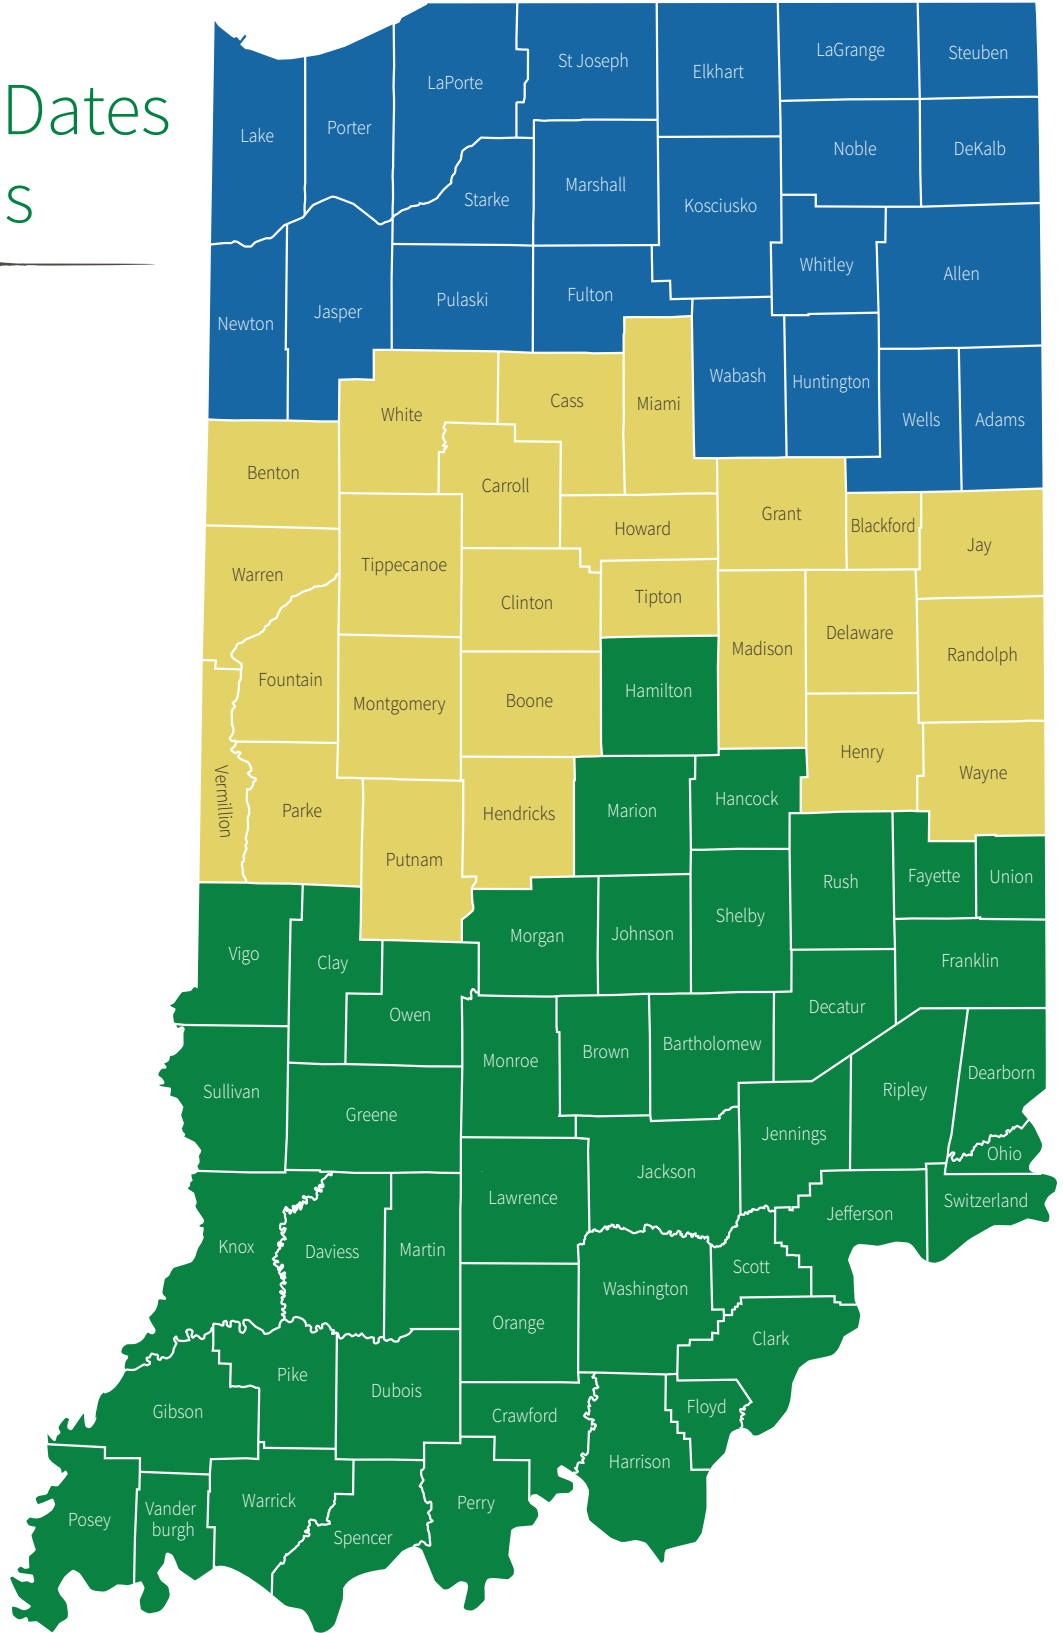 Dates
s
St Joseph
LaGrange
Steuben
Elkhart
LaPorte
Lake
Porter
Noble
DeKalb
Starke
Marshall
Kosciusko
Whitley
Allen
Newton
Jasper
Pulaski
Fulton
Wabash
Huntington
Wells
Adams
White
Cass
Miami
Benton
Carroll
Grant
Howard
Blackford
Jay
Warren
Tippecanoe
Clinton
Tipton
Madison
Delaware
Randolph
Fountain
Montgomery
Boone
Hamilton
Henry
Wayne
Vermillion
Parke
Putnam
Hendricks
Marion
Hancock
Rush
Fayette
Union
Vigo
Clay
Morgan
Johnson
Shelby
Franklin
Owen
Decatur
Sullivan
Greene
Monroe
Brown
Bartholomew
Ripley
Dearborn
Jennings
Ohio
Jackson
Lawrence
Switzerland
Jefferson
Knox
Daviess
Martin
Scott
Washington
Orange
Clark
Pike
Dubois
Gibson
Crawford
Floyd
Harrison
Posey
Vander
burgh
Warrick
Spencer
Perry